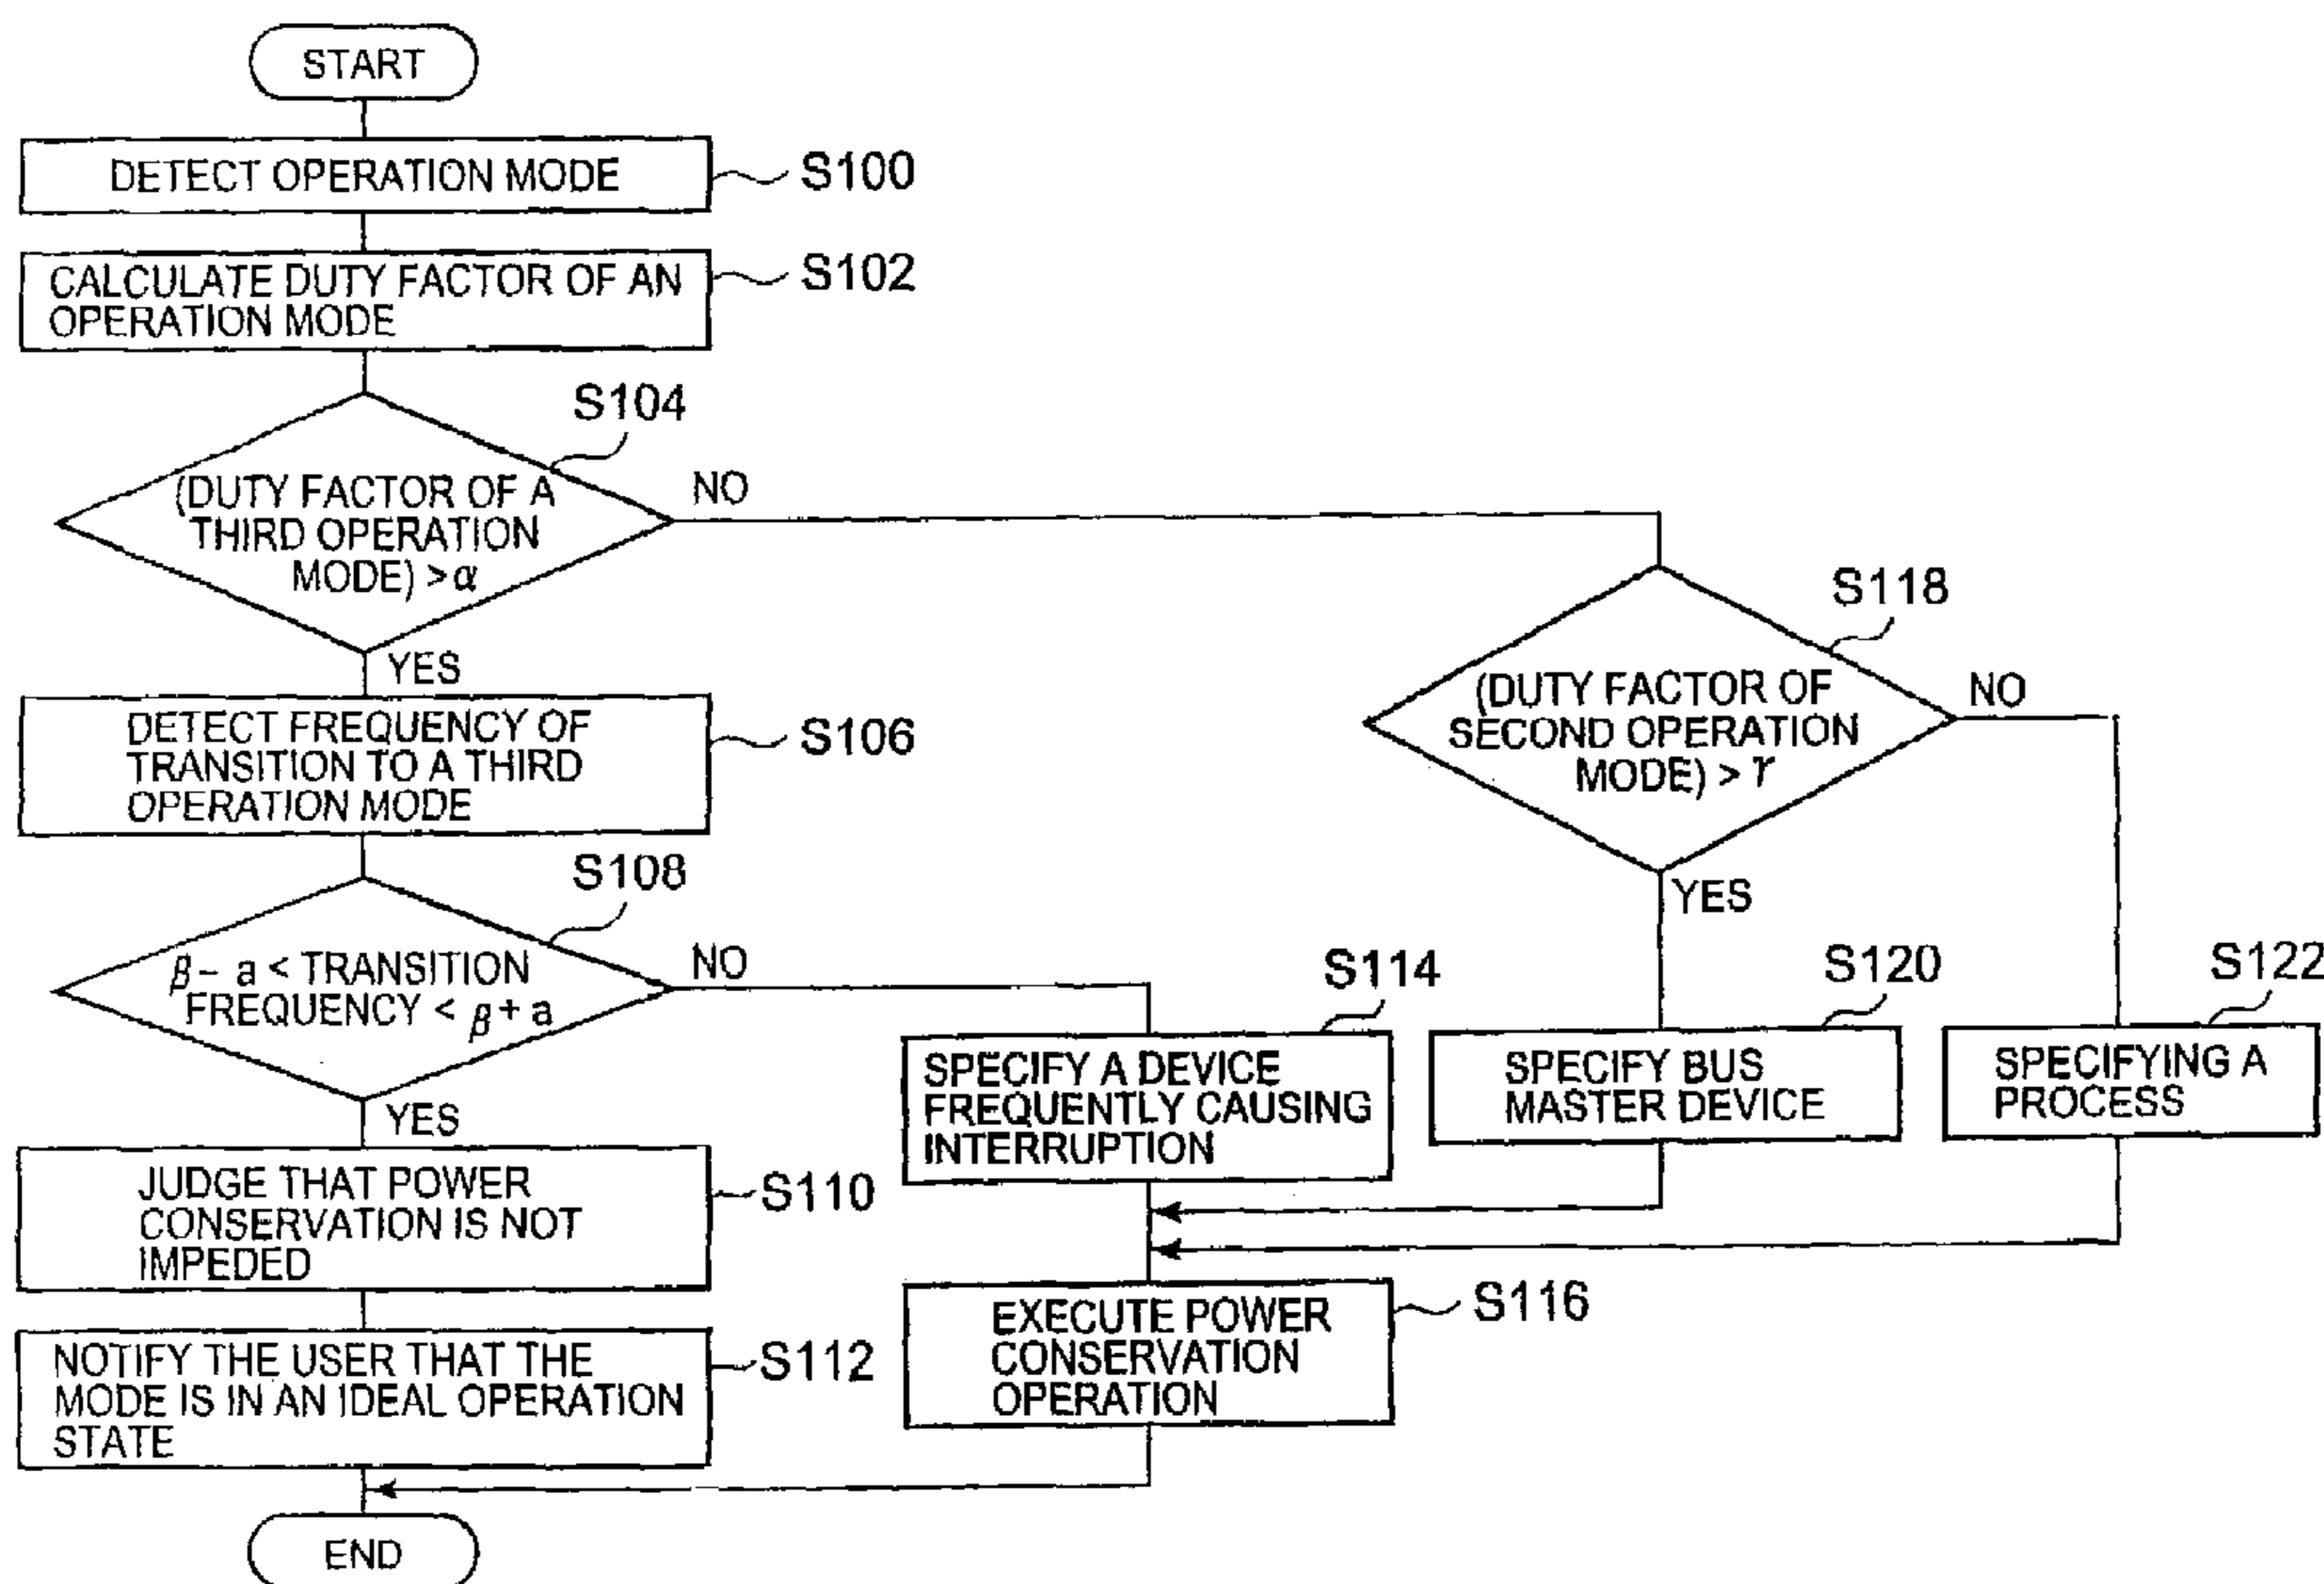 START
DETECT OPERATION MODE
S100
CALCULATE DUTY FACTOR OF AN
OPERATION MODE
S102
S104
(DUTY FACTOR OF A
THIRD OPERATION
MODE) > α
NO
YES
DETECT FREQUENCY OF
TRANSITION TO A THIRD
OPERATION MODE
S106
S108
β - a < TRANSITION
FREQUENCY < β + a
NO
YES
JUDGE THAT POWER
CONSERVATION IS NOT
IMPEDED
S110
NOTIFY THE USER THAT THE
MODE IS IN AN IDEAL OPERATION
STATE
S112
END
S114
SPECIFY A DEVICE
FREQUENTLY CAUSING
INTERRUPTION
EXECUTE POWER
CONSERVATION
OPERATION
S116
S118
(DUTY FACTOR OF
SECOND OPERATION
MODE) > γ
NO
YES
S120
SPECIFY BUS
MASTER DEVICE
S122
SPECIFYING A
PROCESS